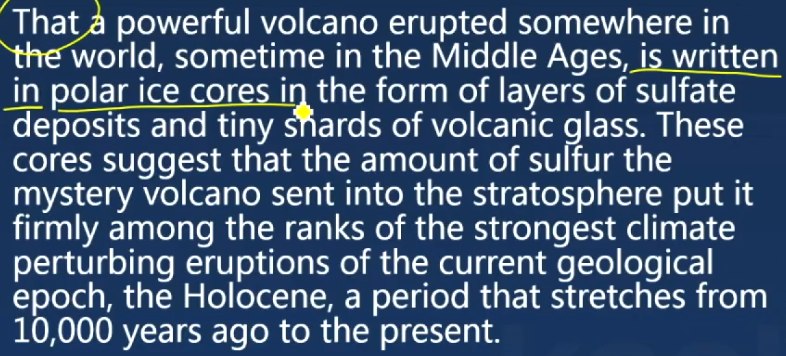 That a powerful volcano erupted somewhere in
the world, sometime in the Middle Ages, is written
in polar ice cores in the form of layers of sulfate
deposits and tiny shards of volcanic glass. These
cores suggest that the amount of sulfur the
mystery volcano sent into the stratosphere put it
firmly among the ranks of the strongest climate
perturbing eruptions of the current geological
epoch, the Holocene, a period that stretches from
10,000 years ago to the present.